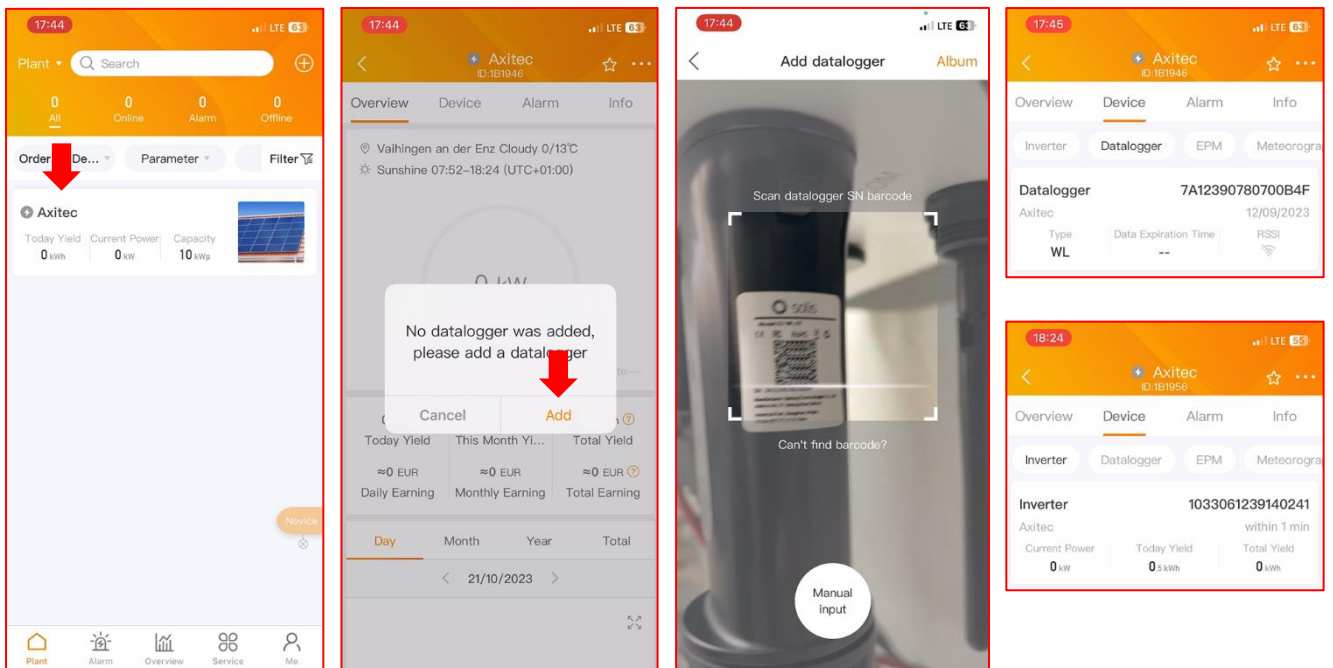 17:44
LTE 63
Plant
Search
0 0 0 0
All Online Alarm Offline
Order De... Parameter Filter
Axitec
Today Yield Current Power Capacity
0 kWh 0 kW 10 kWp
Novice
Plant Alarm Overview Service Me
17:44
LTE 63
Axitec
ID:1B1946
Overview Device Alarm Info
Vaihingen an der Enz Cloudy 0/13℃
Sunshine 07:52–18:24 (UTC+01:00)
0 kW
No datalogger was added,
please add a datalogger
te:--
Cancel Add
Today Yield This Month Yi... Total Yield
≈0 EUR ≈0 EUR ≈0 EUR
Daily Earning Monthly Earning Total Earning
Day Month Year Total
< 21/10/2023 >
17:44
LTE 63
Add datalogger
Album
Scan datalogger SN barcode
solis
Can't find barcode?
Manual
input
17:45
LTE 63
Axitec
ID:1B1946
Overview Device Alarm Info
Inverter Datalogger EPM Meteorogra
Datalogger 7A12390780700B4F
Axitec 12/09/2023
Type Data Expiration Time RSSI
WL --
18:24
LTE 55
Axitec
ID:1B1956
Overview Device Alarm Info
Inverter Datalogger EPM Meteorogra
Inverter 1033061239140241
Axitec within 1 min
Current Power Today Yield Total Yield
0 kW 0.5 kWh 0 kWh